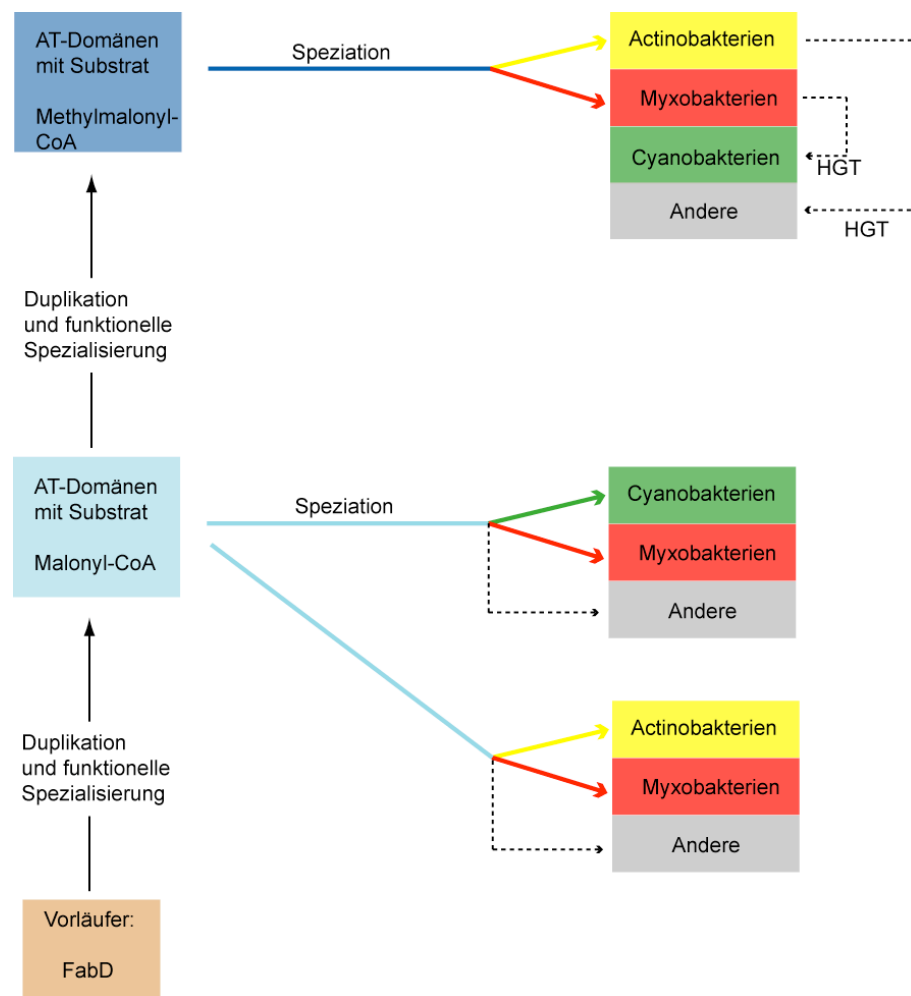 AT-Domänen
mit Substrat
Methylmalonyl-
CoA
Speziation
Actinobakterien
Myxobakterien
Cyanobakterien
HGT
Andere
HGT
Duplikation
und funktionelle
Spezialisierung
AT-Domänen
mit Substrat
Malonyl-CoA
Speziation
Cyanobakterien
Myxobakterien
Andere
Actinobakterien
Myxobakterien
Andere
Duplikation
und funktionelle
Spezialisierung
Vorläufer:
FabD